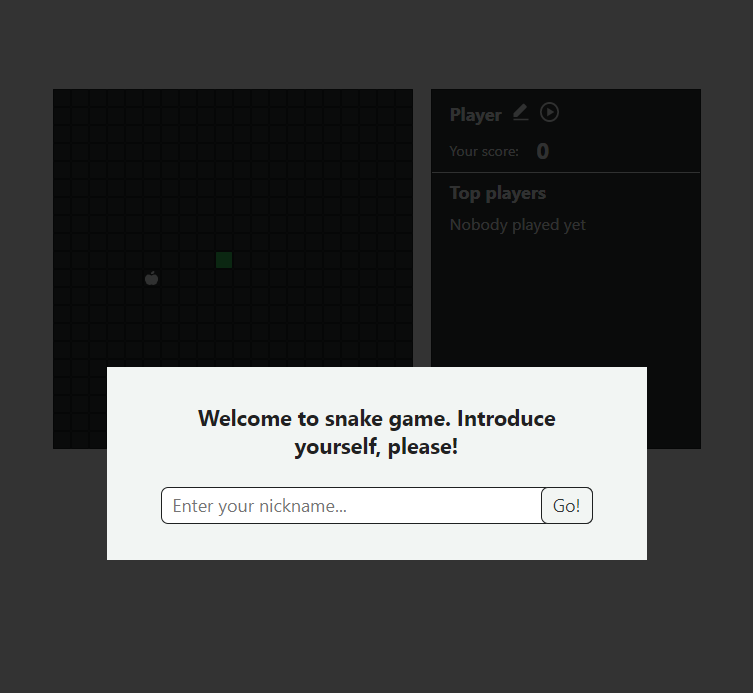 Player
Your score: 0
Top players
Nobody played yet
Welcome to snake game. Introduce
yourself, please!
Enter your nickname...
Go!